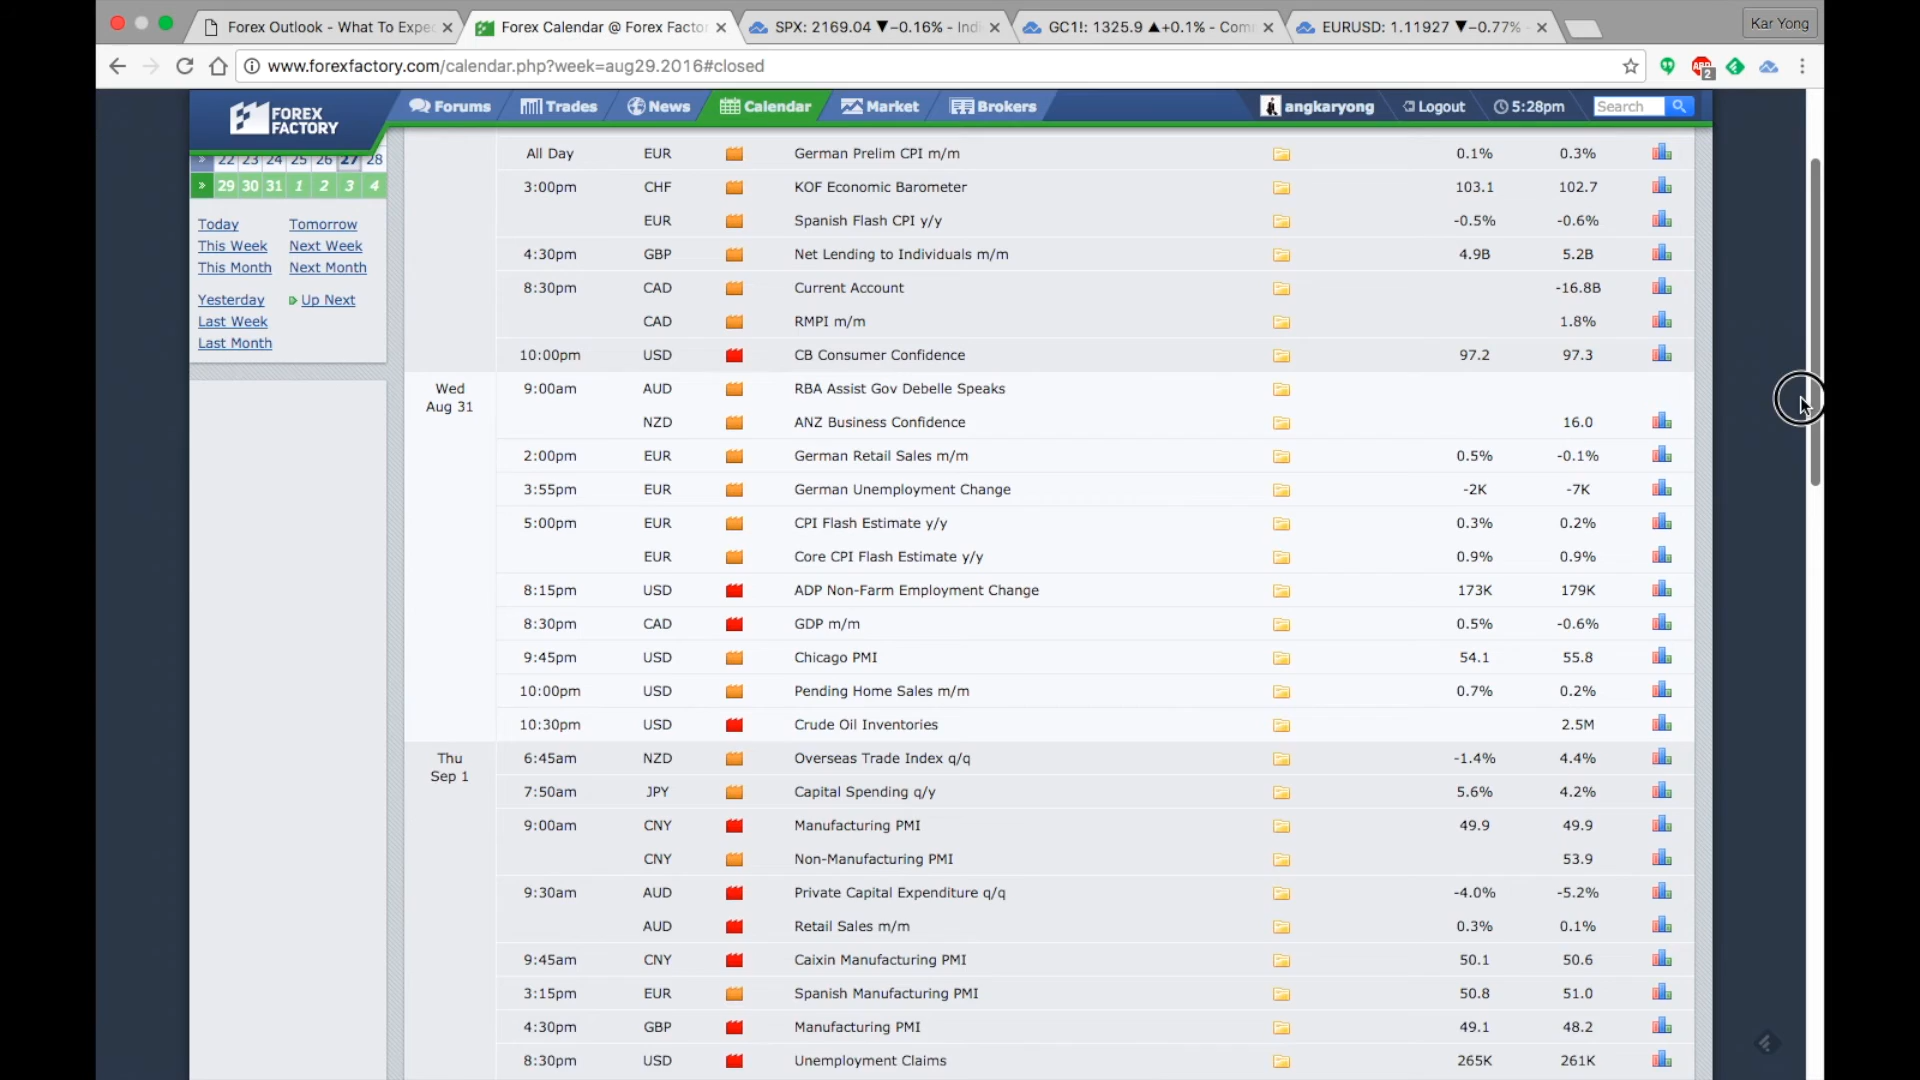 Forex Outlook - What To Expec
Forex Calendar @ Forex Factor
SPX: 2169.04 ▼−0.16% - Indi
GC1!: 1325.9 ▲+0.1% - Com
EURUSD: 1.11927 ▼−0.77% -
Kar Yong
www.forexfactory.com/calendar.php?week=aug29.2016#closed
ABP
2
FOREX FACTORY
Forums Trades News Calendar Market Brokers angkaryong Logout 5:28pm Search
22 23 24 25 26 27 28
» 29 30 31 1 2 3 4
Today Tomorrow
This Week Next Week
This Month Next Month
Yesterday Up Next
Last Week
Last Month
All Day EUR German Prelim CPI m/m 0.1% 0.3%
3:00pm CHF KOF Economic Barometer 103.1 102.7
EUR Spanish Flash CPI y/y -0.5% -0.6%
4:30pm GBP Net Lending to Individuals m/m 4.9B 5.2B
8:30pm CAD Current Account -16.8B
CAD RMPI m/m 1.8%
10:00pm USD CB Consumer Confidence 97.2 97.3
Wed Aug 31 9:00am AUD RBA Assist Gov Debelle Speaks
NZD ANZ Business Confidence 16.0
2:00pm EUR German Retail Sales m/m 0.5% -0.1%
3:55pm EUR German Unemployment Change -2K -7K
5:00pm EUR CPI Flash Estimate y/y 0.3% 0.2%
EUR Core CPI Flash Estimate y/y 0.9% 0.9%
8:15pm USD ADP Non-Farm Employment Change 173K 179K
8:30pm CAD GDP m/m 0.5% -0.6%
9:45pm USD Chicago PMI 54.1 55.8
10:00pm USD Pending Home Sales m/m 0.7% 0.2%
10:30pm USD Crude Oil Inventories 2.5M
Thu Sep 1 6:45am NZD Overseas Trade Index q/q -1.4% 4.4%
7:50am JPY Capital Spending q/y 5.6% 4.2%
9:00am CNY Manufacturing PMI 49.9 49.9
CNY Non-Manufacturing PMI 53.9
9:30am AUD Private Capital Expenditure q/q -4.0% -5.2%
AUD Retail Sales m/m 0.3% 0.1%
9:45am CNY Caixin Manufacturing PMI 50.1 50.6
3:15pm EUR Spanish Manufacturing PMI 50.8 51.0
4:30pm GBP Manufacturing PMI 49.1 48.2
8:30pm USD Unemployment Claims 265K 261K